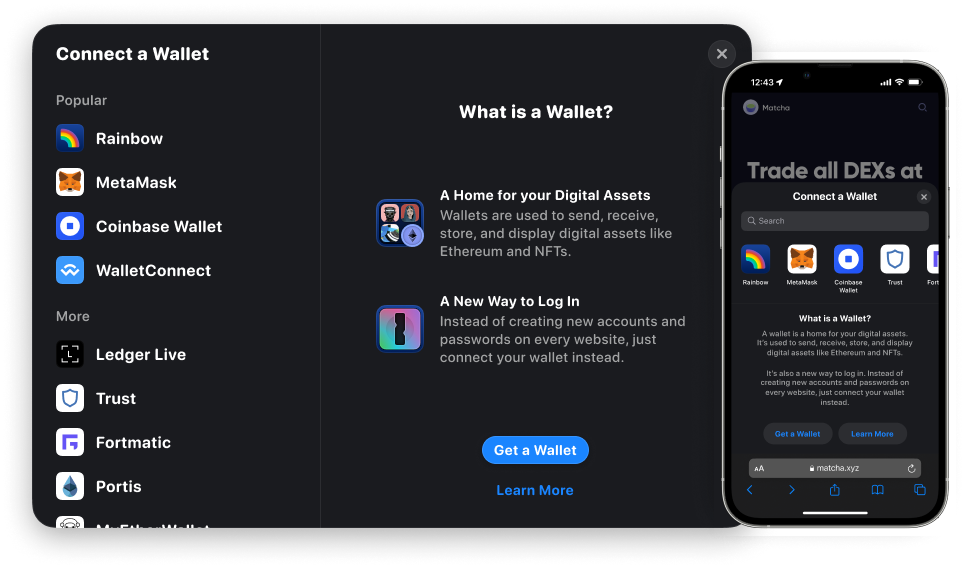 Connect a Wallet
Popular
Rainbow
MetaMask
Coinbase Wallet
WalletConnect
More
Ledger Live
Trust
Fortmatic
Portis
MyEtherWallet
What is a Wallet?
A Home for your Digital Assets
Wallets are used to send, receive,
store, and display digital assets like
Ethereum and NFTs.
A New Way to Log In
Instead of creating new accounts and
passwords on every website, just
connect your wallet instead.
Get a Wallet
Learn More
12:43
Matcha
Trade all DEXs at
Connect a Wallet
Search
Rainbow
MetaMask
Coinbase
Wallet
Trust
Fort
What is a Wallet?
A wallet is a home for your digital assets.
It's used to send, receive, store, and display
digital assets like Ethereum and NFTs.
It's also a new way to log in. Instead of
creating new accounts and passwords on
every website, just connect your wallet
instead.
Get a Wallet
Learn More
AA
matcha.xyz